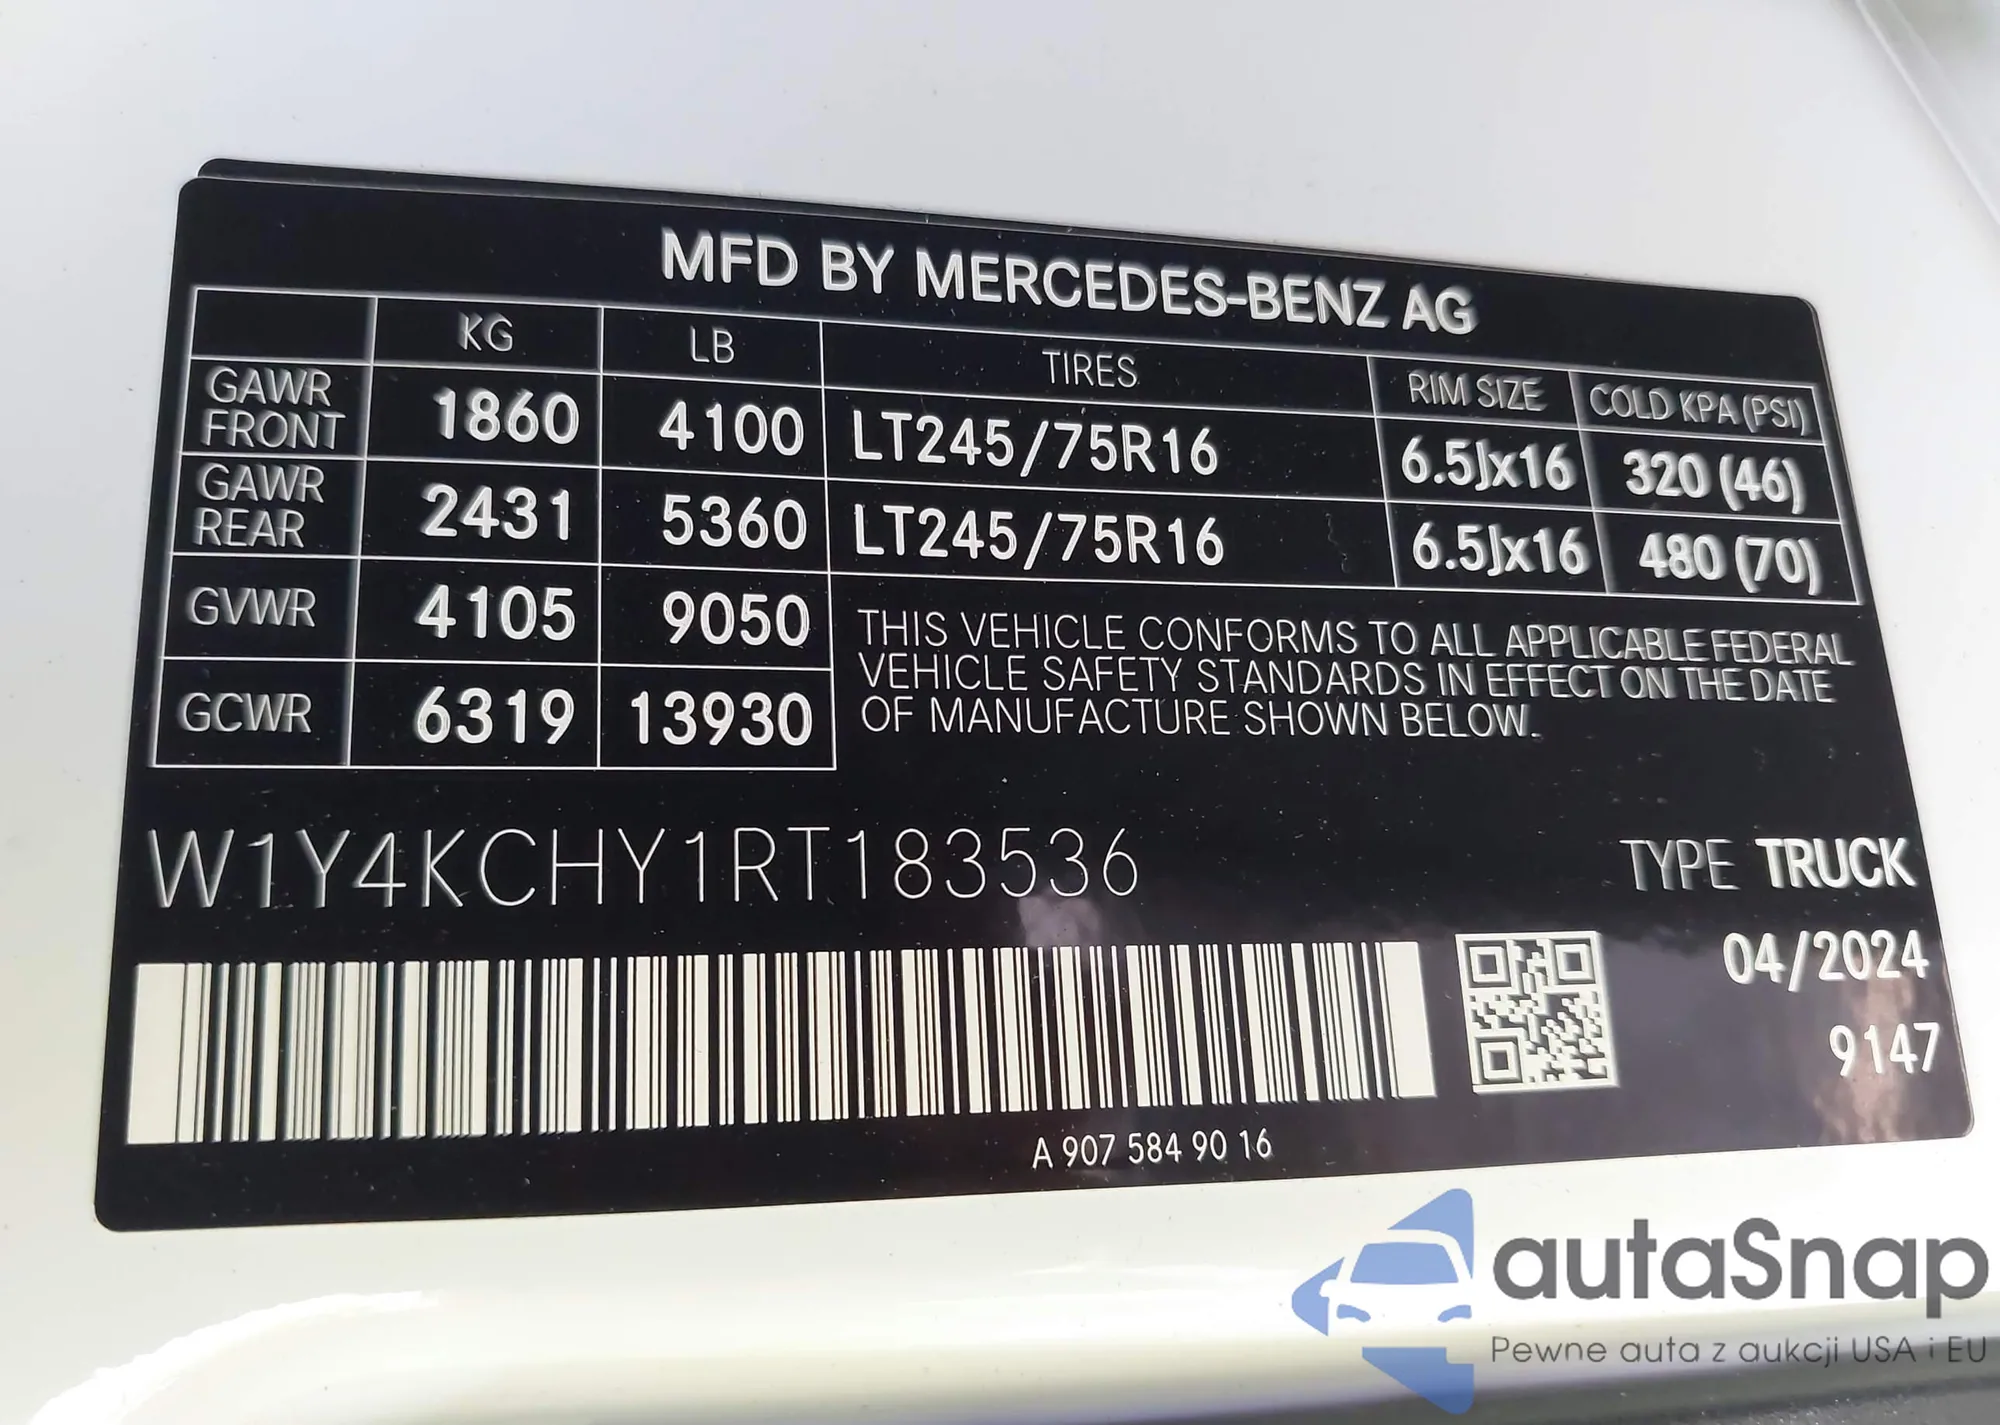 MFD BY MERCEDES-BENZ AG
KG LB TIRES RIM SIZE COLD KPA (PSI)
GAWR FRONT 1860 4100 LT245/75R16 6.5Jx16 320 (46)
GAWR REAR 2431 5360 LT245/75R16 6.5Jx16 480 (70)
GVWR 4105 9050
GCWR 6319 13930
THIS VEHICLE CONFORMS TO ALL APPLICABLE FEDERAL
VEHICLE SAFETY STANDARDS IN EFFECT ON THE DATE
OF MANUFACTURE SHOWN BELOW.
W1Y4KCHY1RT183536
TYPE TRUCK
04/2024
9147
A 907 584 90 16
autaSnap
Pewne auta z aukcji USA i EU